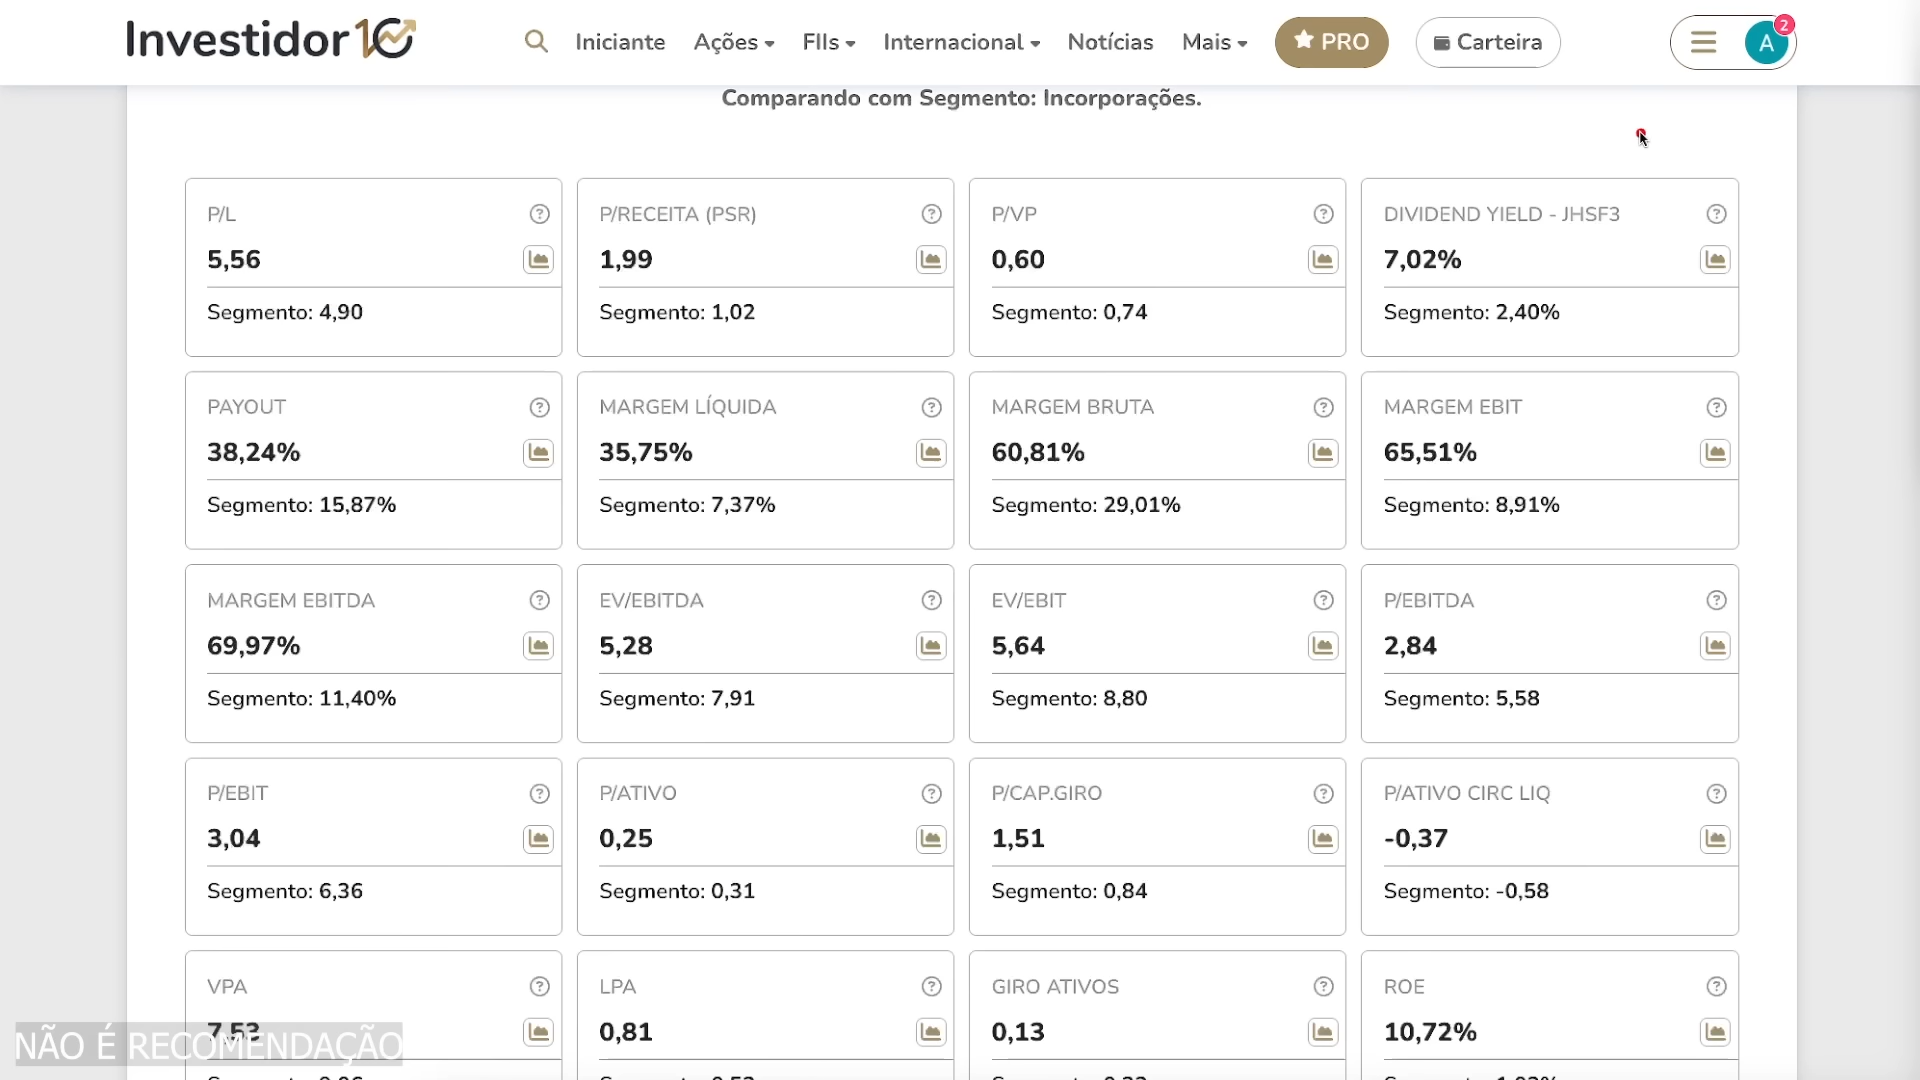 Investidor10
Iniciante
Ações
FIIs
Internacional
Notícias
Mais
PRO
Carteira
A
2
Comparando com Segmento: Incorporações.
P/L
5,56
Segmento: 4,90
P/RECEITA (PSR)
1,99
Segmento: 1,02
P/VP
0,60
Segmento: 0,74
DIVIDEND YIELD - JHSF3
7,02%
Segmento: 2,40%
PAYOUT
38,24%
Segmento: 15,87%
MARGEM LÍQUIDA
35,75%
Segmento: 7,37%
MARGEM BRUTA
60,81%
Segmento: 29,01%
MARGEM EBIT
65,51%
Segmento: 8,91%
MARGEM EBITDA
69,97%
Segmento: 11,40%
EV/EBITDA
5,28
Segmento: 7,91
EV/EBIT
5,64
Segmento: 8,80
P/EBITDA
2,84
Segmento: 5,58
P/EBIT
3,04
Segmento: 6,36
P/ATIVO
0,25
Segmento: 0,31
P/CAP.GIRO
1,51
Segmento: 0,84
P/ATIVO CIRC LIQ
-0,37
Segmento: -0,58
VPA
7,53
LPA
0,81
GIRO ATIVOS
0,13
ROE
10,72%
NÃO É RECOMENDAÇÃO